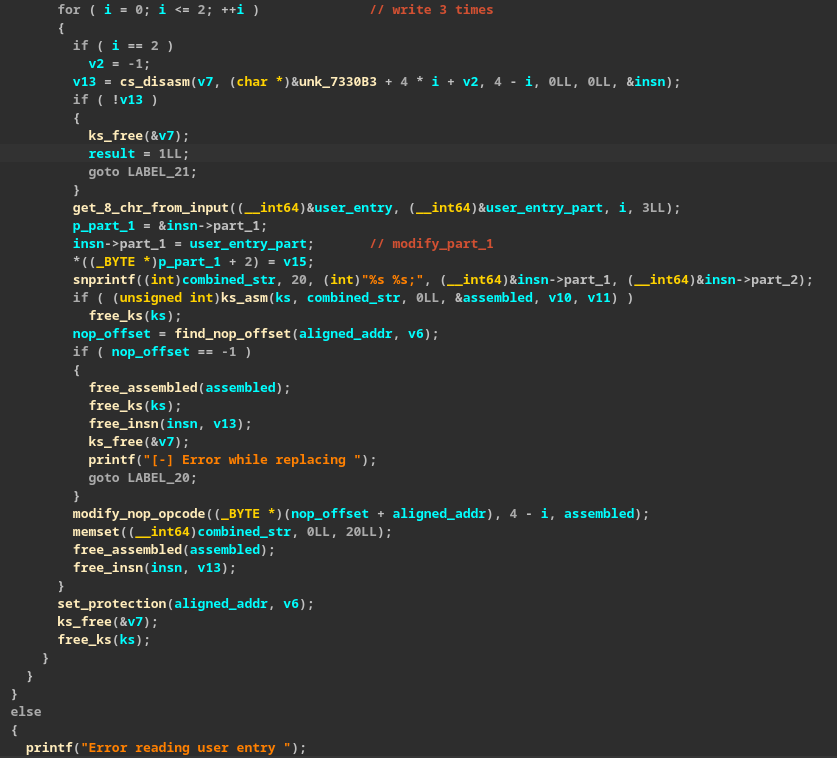 for ( i = 0; i <= 2; ++i ) // write 3 times
{
if ( i == 2 )
v2 = -1;
v13 = cs_disasm(v7, (char *)&unk_7330B3 + 4 * i + v2, 4 - i, 0LL, 0LL, &insn);
if ( !v13 )
{
ks_free(&v7);
result = 1LL;
goto LABEL_21;
}
get_8_chr_from_input((__int64)&user_entry, (__int64)&user_entry_part, i, 3LL);
p_part_1 = &insn->part_1;
insn->part_1 = user_entry_part; // modify_part_1
*((_BYTE *)p_part_1 + 2) = v15;
snprintf((int)combined_str, 20, (int)"%s %s;", (__int64)&insn->part_1, (__int64)&insn->part_2);
if ( (unsigned int)ks_asm(ks, combined_str, 0LL, &assembled, v10, v11) )
free_ks(ks);
nop_offset = find_nop_offset(aligned_addr, v6);
if ( nop_offset == -1 )
{
free_assembled(assembled);
free_ks(ks);
free_insn(insn, v13);
ks_free(&v7);
printf("[-] Error while replacing ");
goto LABEL_20;
}
modify_nop_opcode((_BYTE *)(nop_offset + aligned_addr), 4 - i, assembled);
memset((__int64)combined_str, 0LL, 20LL);
free_assembled(assembled);
free_insn(insn, v13);
}
set_protection(aligned_addr, v6);
ks_free(&v7);
free_ks(ks);
}
}
}
else
{
printf("Error reading user entry ");